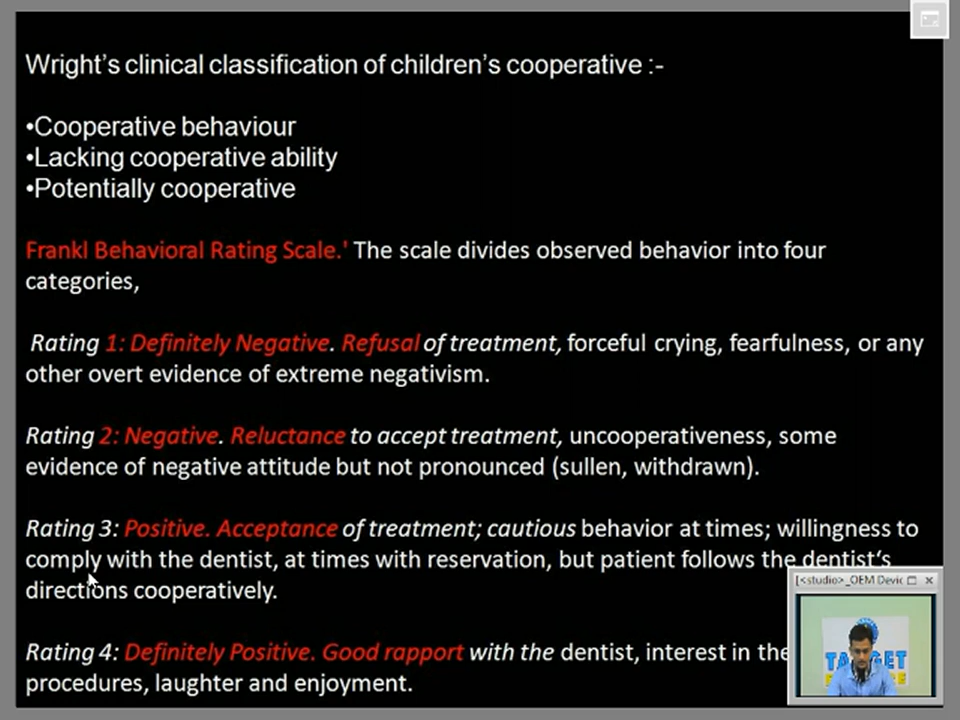 Wright's clinical classification of children's cooperative :-
•Cooperative behaviour
•Lacking cooperative ability
•Potentially cooperative
Frankl Behavioral Rating Scale.' The scale divides observed behavior into four
categories,
Rating 1: Definitely Negative. Refusal of treatment, forceful crying, fearfulness, or any
other overt evidence of extreme negativism.
Rating 2: Negative. Reluctance to accept treatment, uncooperativeness, some
evidence of negative attitude but not pronounced (sullen, withdrawn).
Rating 3: Positive. Acceptance of treatment; cautious behavior at times; willingness to
comply with the dentist, at times with reservation, but patient follows the dentist‘s
directions cooperatively.
[<studio>_OEM Devic
Rating 4: Definitely Positive. Good rapport with the dentist, interest in the
procedures, laughter and enjoyment.